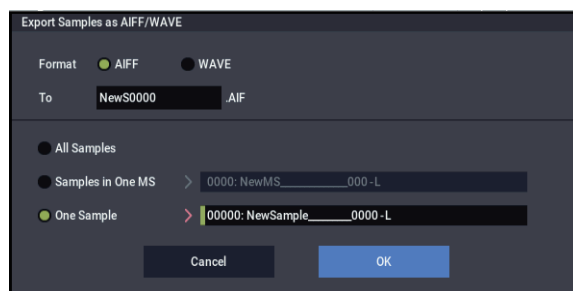 Export Samples as AIFF/WAVE
Format AIFF WAVE
To NewS0000 .AIF
All Samples
Samples in One MS > 0000: NewMS___________000-L
One Sample > 00000: NewSample_______0000-L
Cancel OK